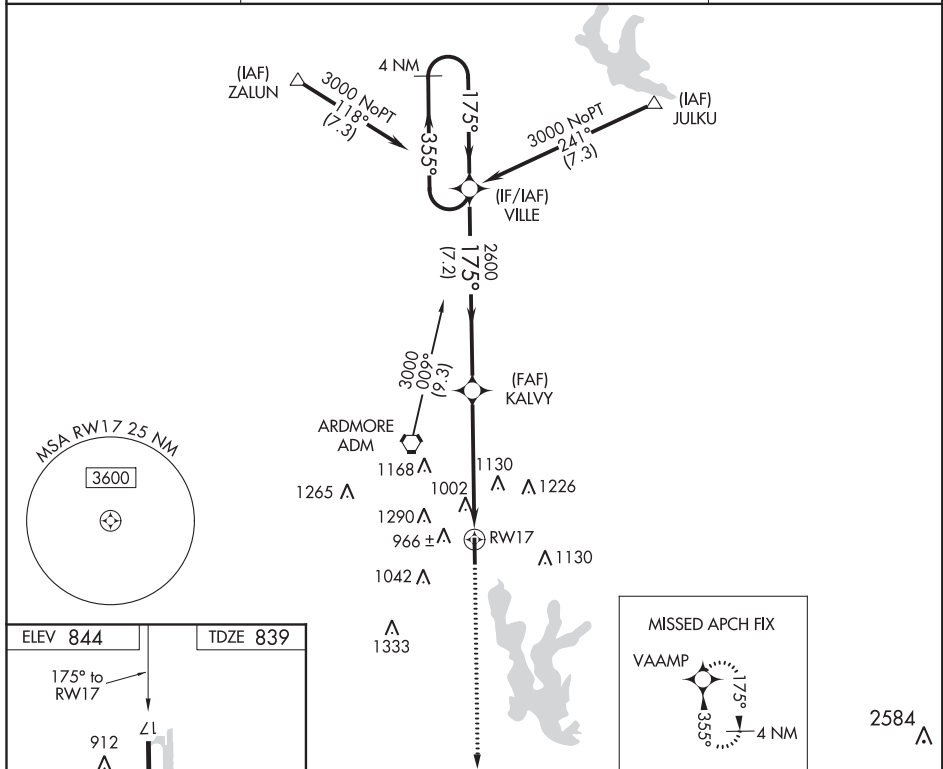 (IAF)
ZALUN
3000 NoPT
118°
(7.3)
4 NM
175°
355°
(IAF)
JULKU
3000 NoPT
241°
(7.3)
(IF/IAF)
VILLE
2600
175°
(7.2)
3000
009°
(9.3)
(FAF)
KALVY
ARDMORE
ADM
MSA RW17 25 NM
3600
1168
1130
1265
1002
1226
1290
966 ±
RW17
1130
1042
1333
ELEV 844
TDZE 839
175° to
RW17
17
912
MISSED APCH FIX
VAAMP
175°
355°
4 NM
2584